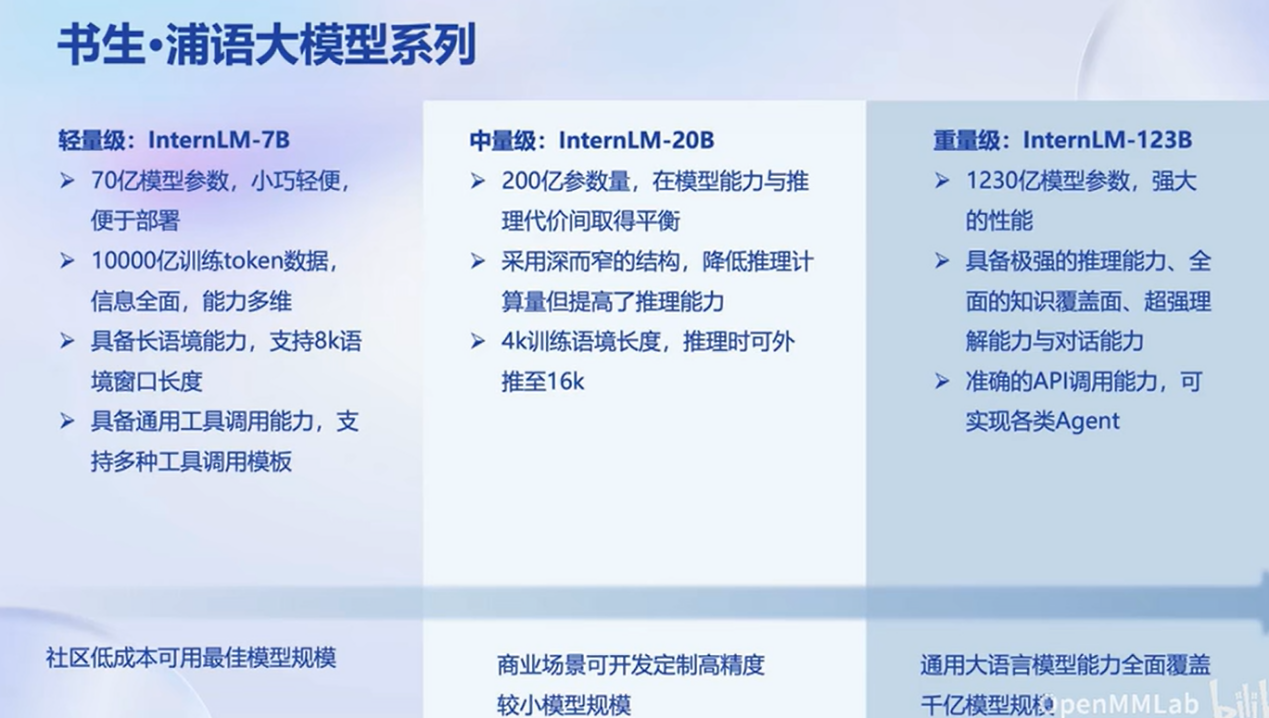 书生·浦语大模型系列
轻量级：InternLM-7B
➢ 70亿模型参数，小巧轻便，
便于部署
➢ 10000亿训练token数据，
信息全面，能力多维
➢ 具备长语境能力，支持8k语
境窗口长度
➢ 具备通用工具调用能力，支
持多种工具调用模板
社区低成本可用最佳模型规模
中量级：InternLM-20B
➢ 200亿参数量，在模型能力与推
理代价间取得平衡
➢ 采用深而窄的结构，降低推理计
算量但提高了推理能力
➢ 4k训练语境长度，推理时可外
推至16k
商业场景可开发定制高精度
较小模型规模
重量级：InternLM-123B
➢ 1230亿模型参数，强大
的性能
➢ 具备极强的推理能力、全
面的知识覆盖面、超强理
解能力与对话能力
➢ 准确的API调用能力，可
实现各类Agent
通用大语言模型能力全面覆盖
千亿模型规模
OpenMMLab